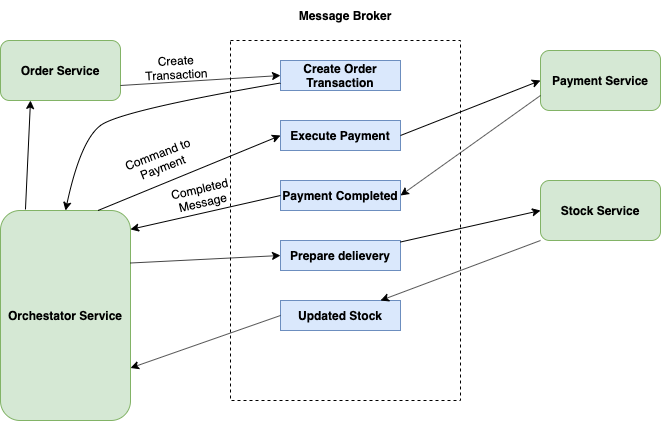 Message Broker
Order Service
Create
Transaction
Create Order
Transaction
Payment Service
Command to
Payment
Execute Payment
Completed
Message
Payment Completed
Stock Service
Prepare delievery
Orchestator Service
Updated Stock